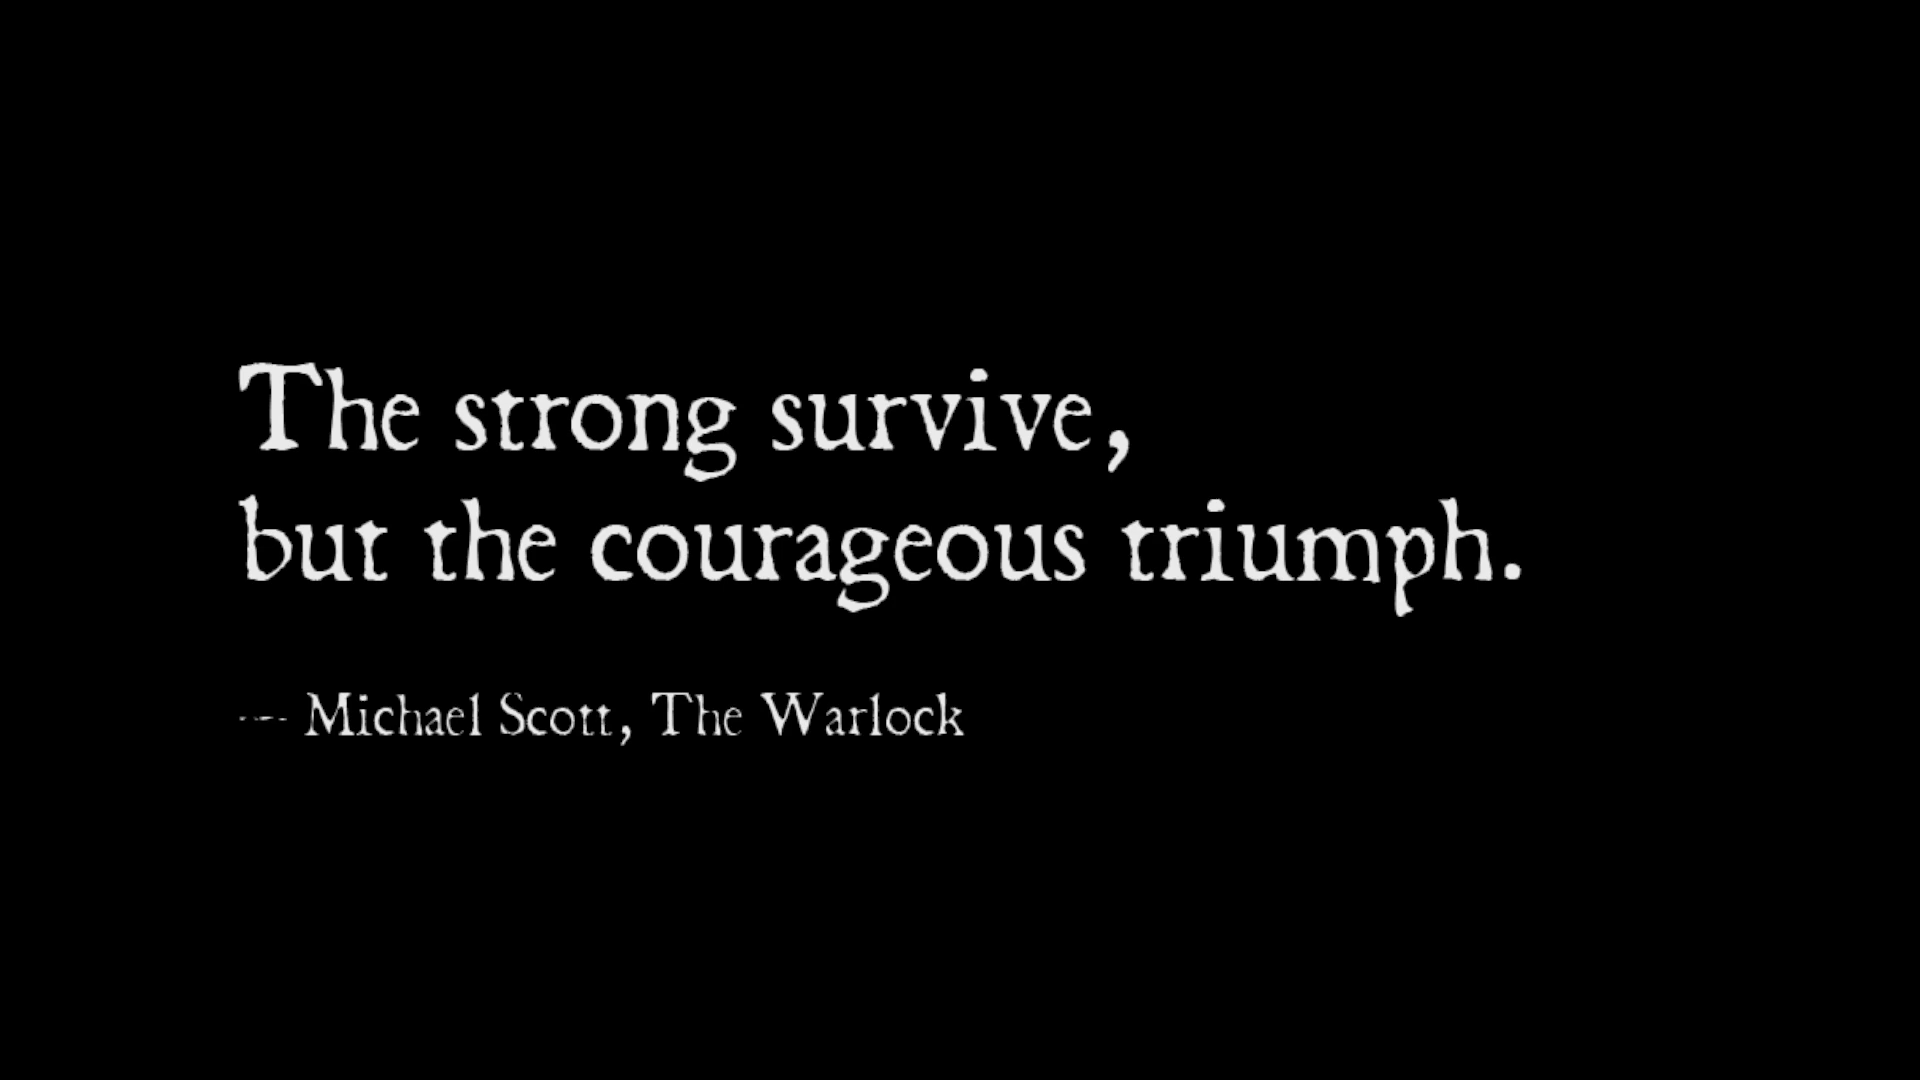 The strong survive,
but the courageous triumph.
--- Michael Scott, The Warlock